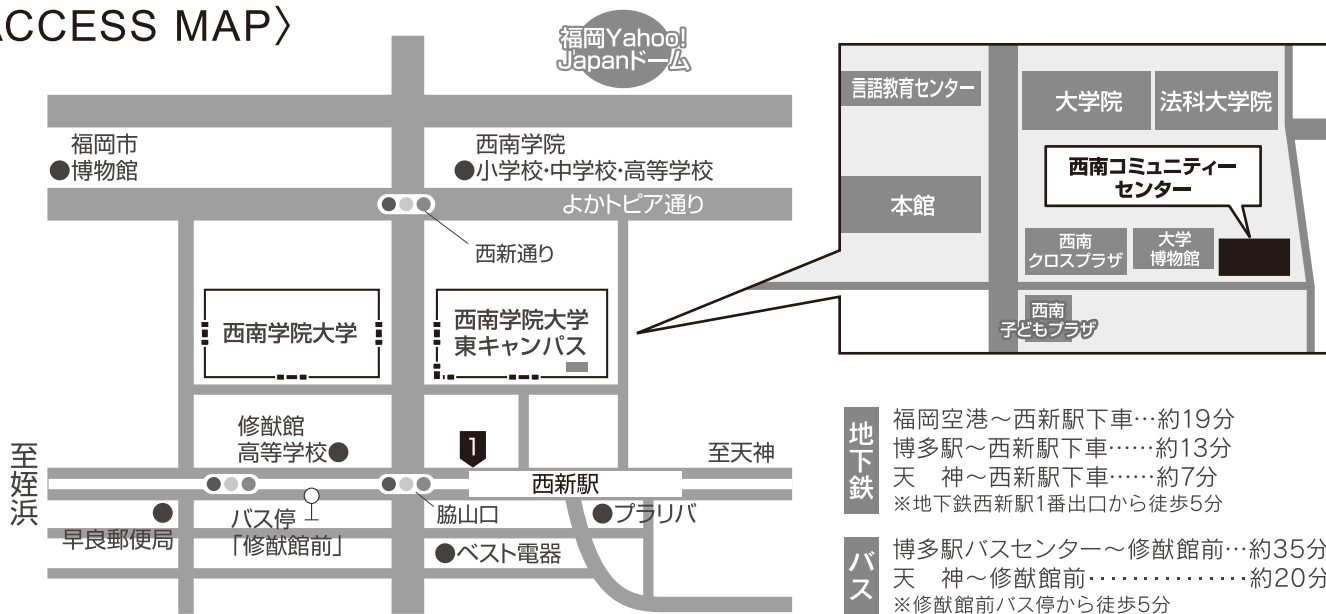 ACCESS MAP〉
福岡Yahoo!
Japanドーム
福岡市
●博物館
西南学院
●小学校・中学校・高等学校
よかトピア通り
西新通り
西南学院大学
西南学院大学
東キャンパス
修猷館
高等学校●
1
至天神
至姪浜
西新駅
早良郵便局
バス停
「修猷館前」
脇山口
●プラリバ
●ベスト電器
言語教育センター
大学院
法科大学院
西南コミュニティー
センター
本館
西南
クロスプラザ
大学
博物館
西南
子どもプラザ
地下鉄
福岡空港～西新駅下車…約19分
博多駅～西新駅下車……約13分
天　神～西新駅下車……約7分
※地下鉄西新駅1番出口から徒歩5分
バス
博多駅バスセンター～修猷館前…約35分
天　神～修猷館前……………約20分
※修猷館前バス停から徒歩5分